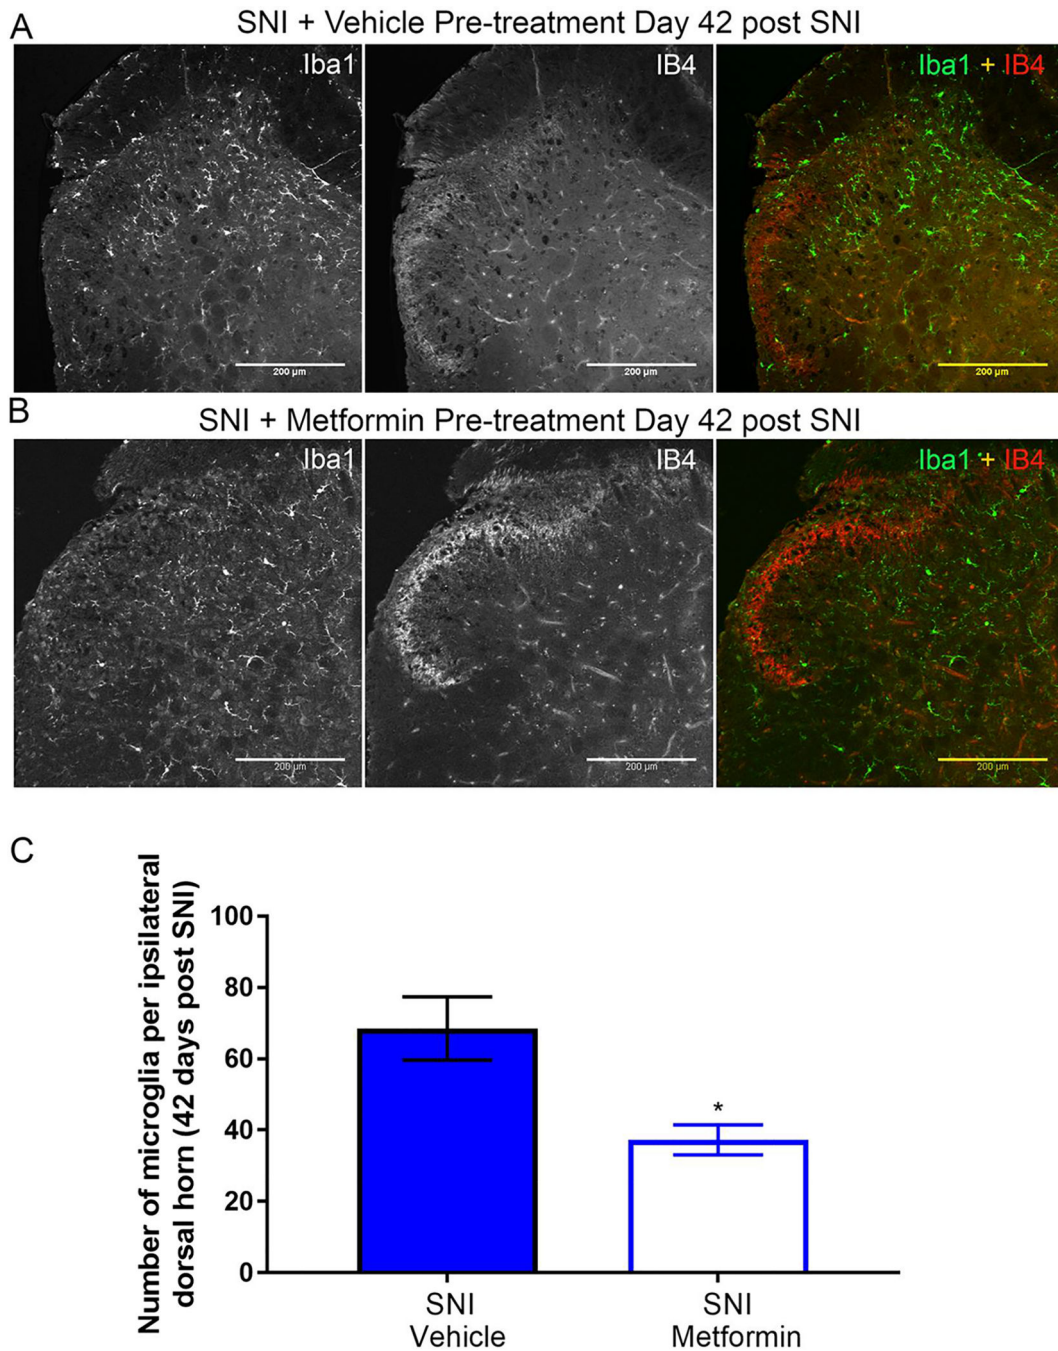 A
SNI + Vehicle Pre-treatment Day 42 post SNI
Iba1
IB4
Iba1 + IB4
200 µm
200 µm
200 µm
B
SNI + Metformin Pre-treatment Day 42 post SNI
Iba1
IB4
Iba1 + IB4
200 µm
200 µm
200 µm
C
Number of microglia per ipsilateral
dorsal horn (42 days post SNI)
100
80
60
40
20
0
*
SNI
Vehicle
SNI
Metformin